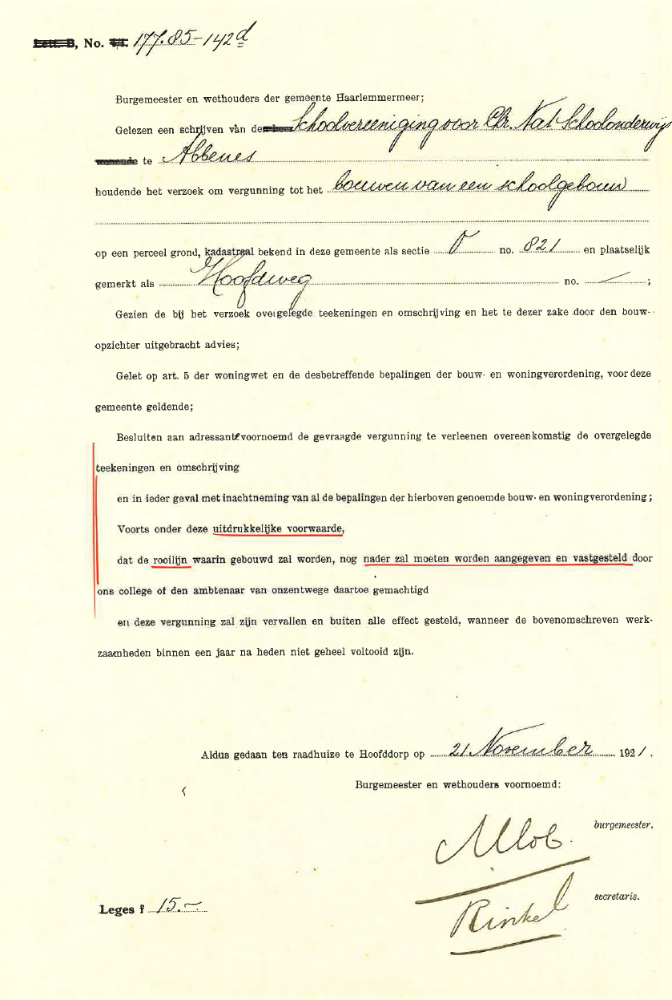 No. 177.85-142d
Burgemeester en wethouders der gemeente Haarlemmermeer;
Gelezen een schrijven van de Schoolvereeniging voor Chr. Nat Schoolonderwijs
te Abbenes
houdende het verzoek om vergunning tot het bouwen van een schoolgebouw
op een perceel grond, kadastraal bekend in deze gemeente als sectie no. 821 en plaatselijk
gemerkt als Hoofdweg no. — ;
Gezien de bij het verzoek overgelegde teekeningen en omschrijving en het te dezer zake door den bouw-
opzichter uitgebracht advies;
Gelet op art. 5 der woningwet en de desbetreffende bepalingen der bouw- en woningverordening, voor deze
gemeente geldende;
Besluiten aan adressante voornoemd de gevraagde vergunning te verleenen overeenkomstig de overgelegde
teekeningen en omschrijving
en in ieder geval met inachtneming van al de bepalingen der hierboven genoemde bouw- en woningverordening;
Voorts onder deze uitdrukkelijke voorwaarde,
dat de rooilijn waarin gebouwd zal worden, nog nader zal moeten worden aangegeven en vastgesteld door
ons college of den ambtenaar van onzentwege daartoe gemachtigd
en deze vergunning zal zijn vervallen en buiten alle effect gesteld, wanneer de bovenomschreven werk-
zaamheden binnen een jaar na heden niet geheel voltooid zijn.
Aldus gedaan ten raadhuize te Hoofddorp op 21 November 1921.
Burgemeester en wethouders voornoemd:
burgemeester.
secretaris.
Leges f 15.—
Rinkel